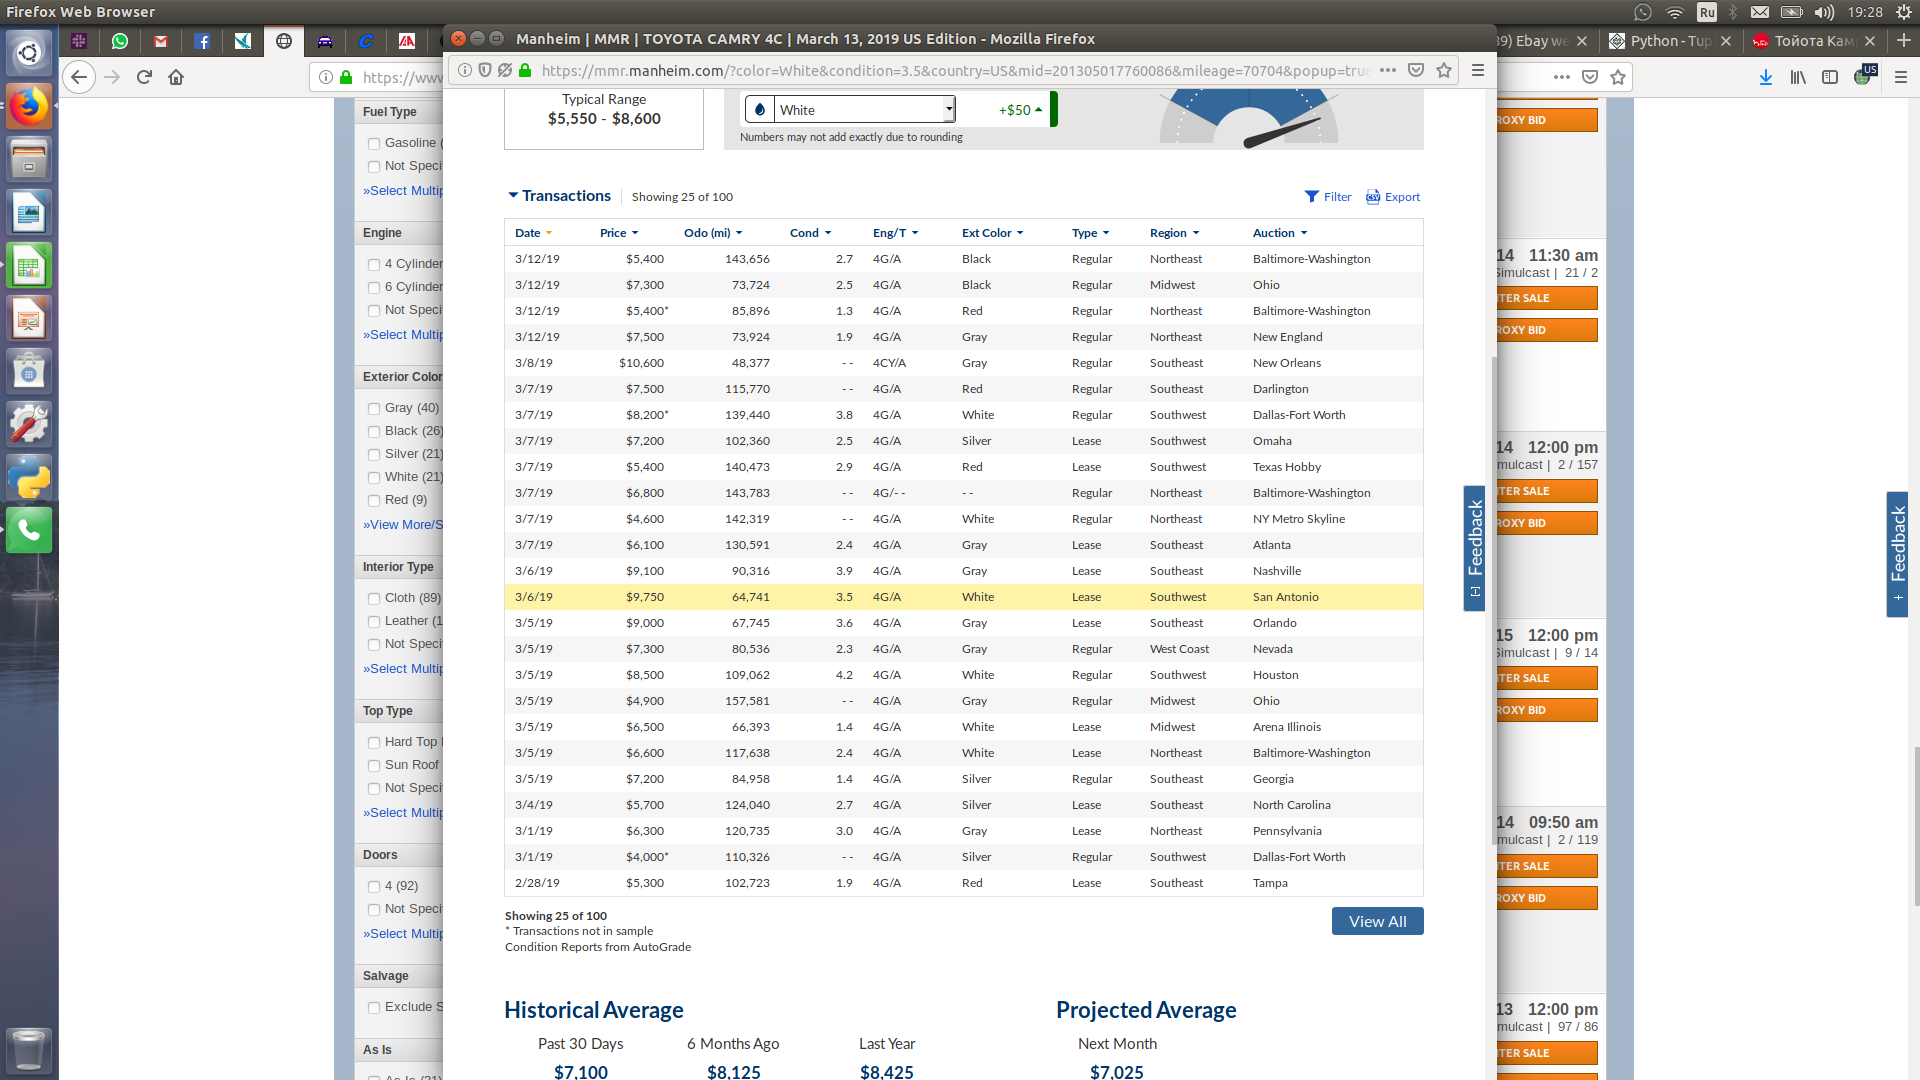 Firefox Web Browser
Ru
19:28
Manheim | MMR | TOYOTA CAMRY 4C | March 13, 2019 US Edition - Mozilla Firefox
Ebay we
Python - Tup
Тойота Кам
https://www
https://mmr.manheim.com/?color=White&condition=3.5&country=US&mid=201305017760086&mileage=70704&popup=true
US
Fuel Type
Gasoline (
Not Speci
»Select Multip
Engine
4 Cylinder
6 Cylinder
Not Speci
»Select Multip
Exterior Color
Gray (40)
Black (26)
Silver (21)
White (21)
Red (9)
»View More/S
Interior Type
Cloth (89)
Leather (1
Not Speci
»Select Multip
Top Type
Hard Top
Sun Roof
Not Speci
»Select Multip
Doors
4 (92)
Not Speci
»Select Multip
Salvage
Exclude S
As Is
Typical Range
$5,550 - $8,600
White
+$50
Numbers may not add exactly due to rounding
Transactions
Showing 25 of 100
Filter
Export
Date Price Odo (mi) Cond Eng/T Ext Color Type Region Auction
3/12/19 $5,400 143,656 2.7 4G/A Black Regular Northeast Baltimore-Washington
3/12/19 $7,300 73,724 2.5 4G/A Black Regular Midwest Ohio
3/12/19 $5,400* 85,896 1.3 4G/A Red Regular Northeast Baltimore-Washington
3/12/19 $7,500 73,924 1.9 4G/A Gray Regular Northeast New England
3/8/19 $10,600 48,377 - - 4CY/A Gray Regular Southeast New Orleans
3/7/19 $7,500 115,770 - - 4G/A Red Regular Southeast Darlington
3/7/19 $8,200* 139,440 3.8 4G/A White Regular Southwest Dallas-Fort Worth
3/7/19 $7,200 102,360 2.5 4G/A Silver Lease Southwest Omaha
3/7/19 $5,400 140,473 2.9 4G/A Red Lease Southwest Texas Hobby
3/7/19 $6,800 143,783 - - 4G/- - - - Regular Northeast Baltimore-Washington
3/7/19 $4,600 142,319 - - 4G/A White Regular Northeast NY Metro Skyline
3/7/19 $6,100 130,591 2.4 4G/A Gray Lease Southeast Atlanta
3/6/19 $9,100 90,316 3.9 4G/A Gray Lease Southeast Nashville
3/6/19 $9,750 64,741 3.5 4G/A White Lease Southwest San Antonio
3/5/19 $9,000 67,745 3.6 4G/A Gray Lease Southeast Orlando
3/5/19 $7,300 80,536 2.3 4G/A Gray Regular West Coast Nevada
3/5/19 $8,500 109,062 4.2 4G/A White Regular Southwest Houston
3/5/19 $4,900 157,581 - - 4G/A Gray Regular Midwest Ohio
3/5/19 $6,500 66,393 1.4 4G/A White Lease Midwest Arena Illinois
3/5/19 $6,600 117,638 2.4 4G/A White Lease Northeast Baltimore-Washington
3/5/19 $7,200 84,958 1.4 4G/A Silver Regular Southeast Georgia
3/4/19 $5,700 124,040 2.7 4G/A Silver Lease Southeast North Carolina
3/1/19 $6,300 120,735 3.0 4G/A Gray Lease Northeast Pennsylvania
3/1/19 $4,000* 110,326 - - 4G/A Silver Regular Southwest Dallas-Fort Worth
2/28/19 $5,300 102,723 1.9 4G/A Red Lease Southeast Tampa
Showing 25 of 100
* Transactions not in sample
Condition Reports from AutoGrade
View All
Historical Average
Past 30 Days 6 Months Ago Last Year
$7,100 $8,125 $8,425
Projected Average
Next Month
$7,025
[-] Feedback
ROXY BID
14 11:30 am
Simulcast | 21 / 2
TER SALE
ROXY BID
14 12:00 pm
mulcast | 2 / 157
TER SALE
ROXY BID
15 12:00 pm
Simulcast | 9 / 14
TER SALE
ROXY BID
14 09:50 am
mulcast | 2 / 119
TER SALE
ROXY BID
13 12:00 pm
mulcast | 97 / 86
TER SALE
+ Feedback